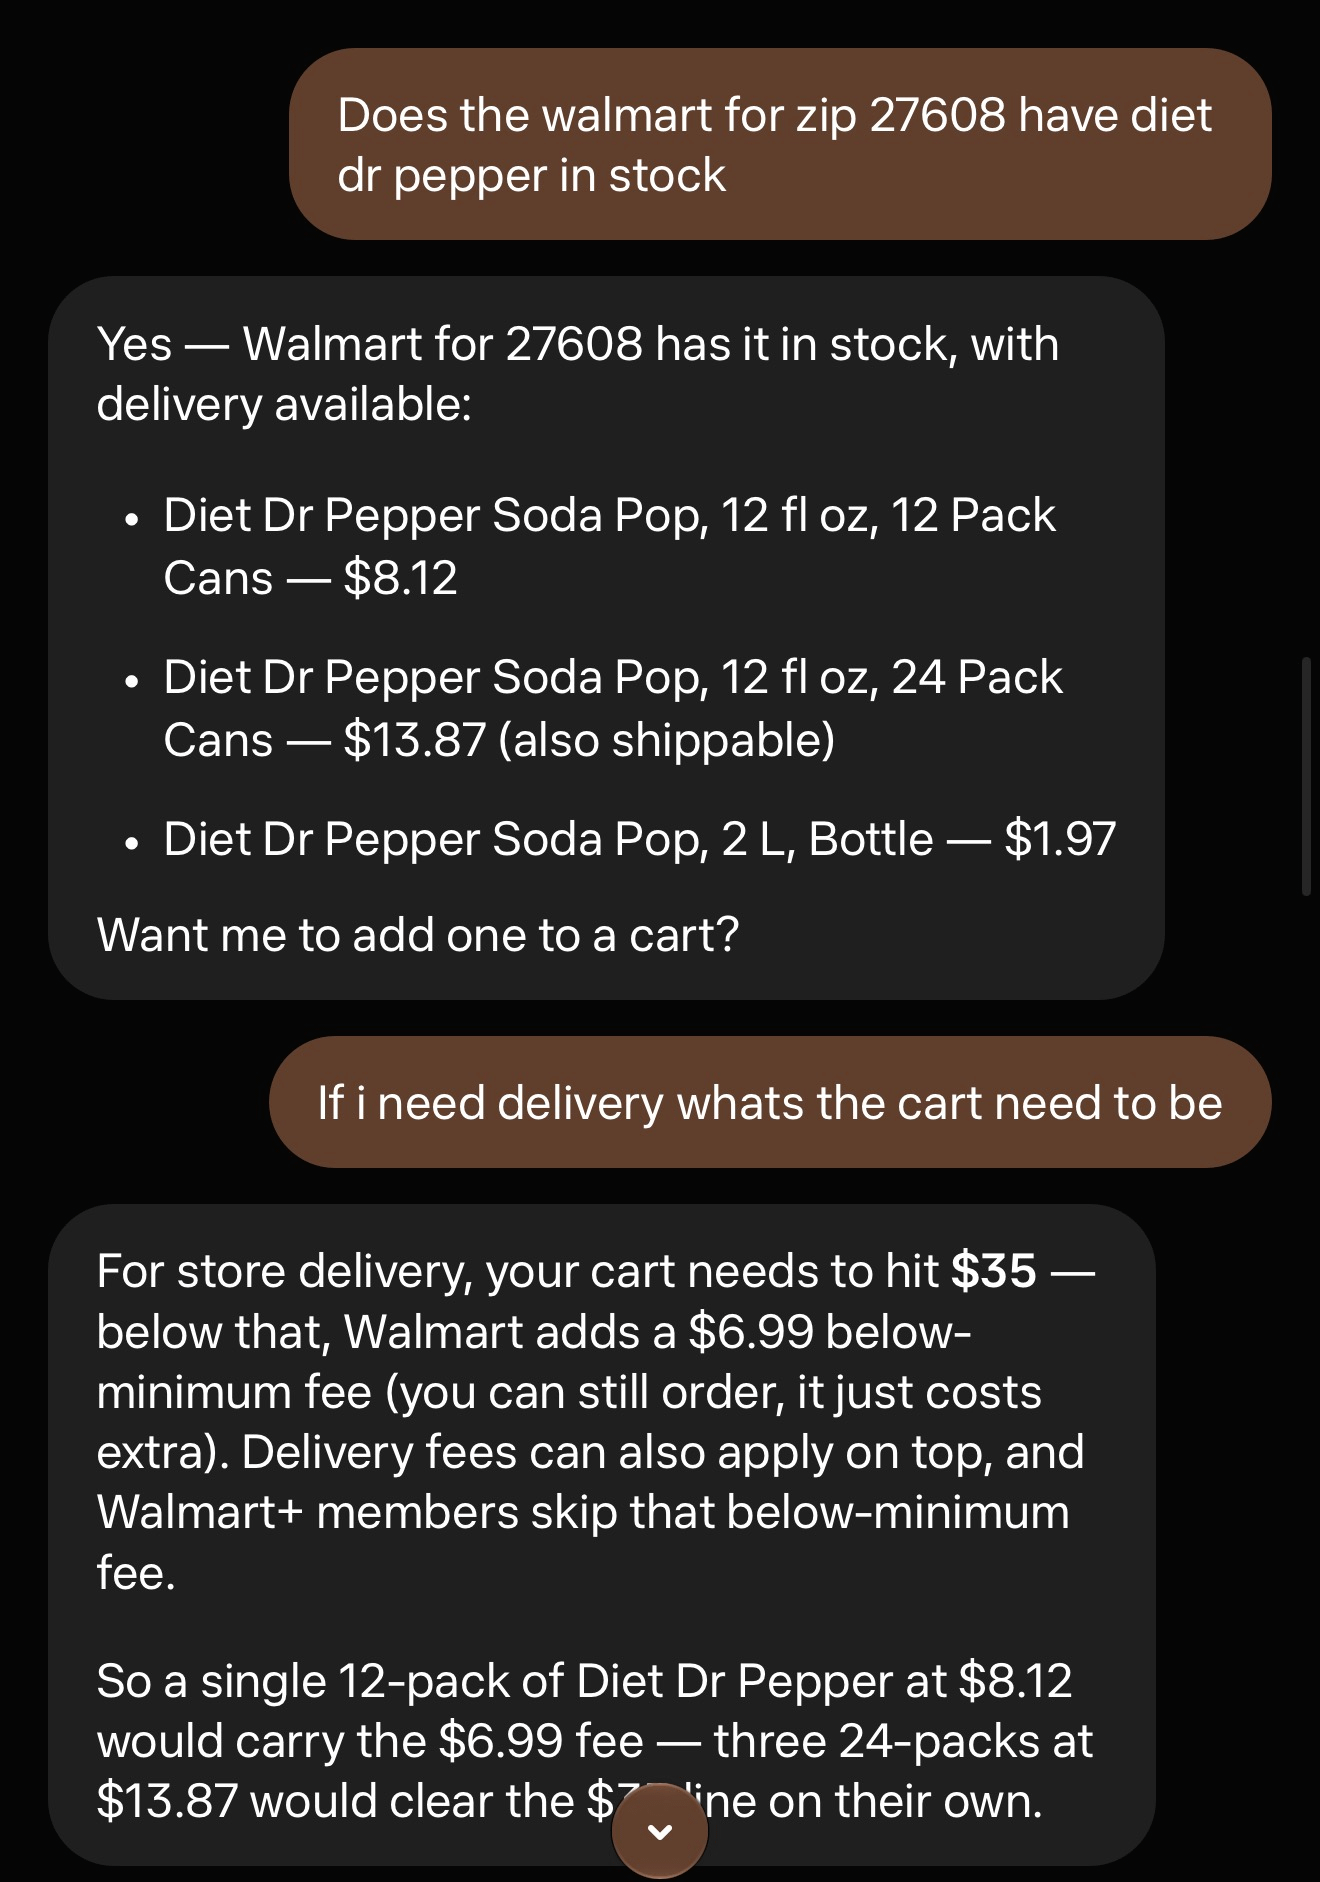 Does the walmart for zip 27608 have diet
dr pepper in stock
Yes — Walmart for 27608 has it in stock, with
delivery available:
• Diet Dr Pepper Soda Pop, 12 fl oz, 12 Pack
Cans — $8.12
• Diet Dr Pepper Soda Pop, 12 fl oz, 24 Pack
Cans — $13.87 (also shippable)
• Diet Dr Pepper Soda Pop, 2 L, Bottle — $1.97
Want me to add one to a cart?
If i need delivery whats the cart need to be
For store delivery, your cart needs to hit $35 —
below that, Walmart adds a $6.99 below-
minimum fee (you can still order, it just costs
extra). Delivery fees can also apply on top, and
Walmart+ members skip that below-minimum
fee.
So a single 12-pack of Diet Dr Pepper at $8.12
would carry the $6.99 fee — three 24-packs at
$13.87 would clear the line on their own.